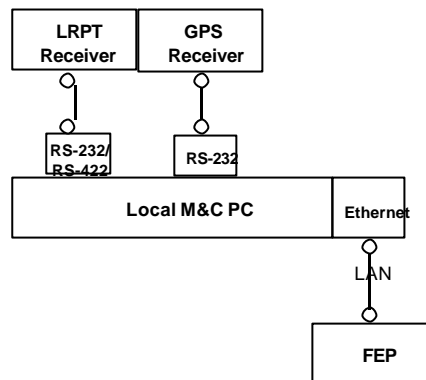 LRPT
Receiver
GPS
Receiver
RS-232/
RS-422
RS-232
Local M&C PC
Ethernet
LAN
FEP